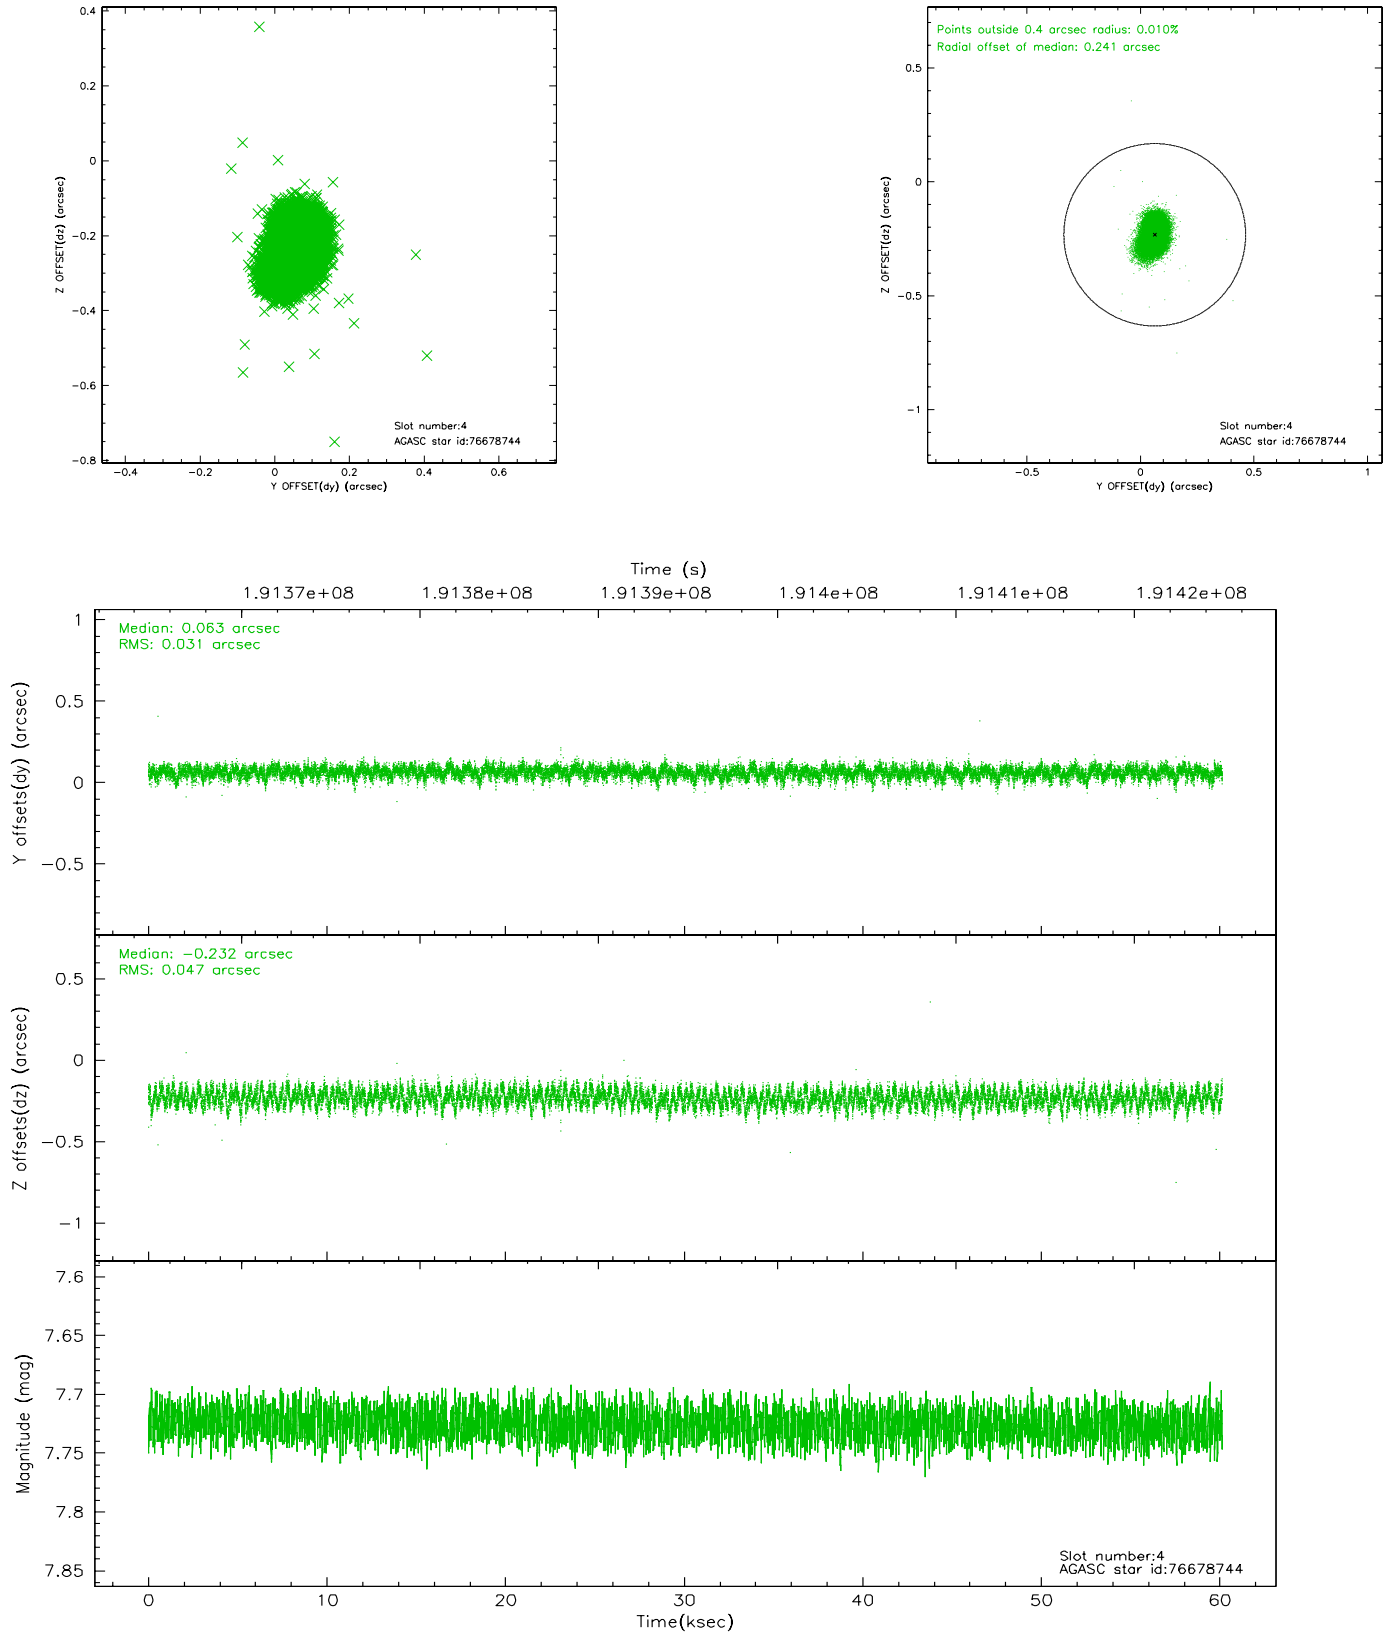 0.4
0.2
0
−0.2
−0.4
−0.6
−0.8
Z OFFSET(dz) (arcsec)
−0.4 −0.2 0 0.2 0.4 0.6
Y OFFSET(dy) (arcsec)
Slot number:4
AGASC star id:76678744
Points outside 0.4 arcsec radius: 0.010%
Radial offset of median: 0.241 arcsec
0.5
0
−0.5
−1
Z OFFSET(dz) (arcsec)
−0.5 0 0.5 1
Y OFFSET(dy) (arcsec)
Slot number:4
AGASC star id:76678744
Time (s)
1.9137e+08 1.9138e+08 1.9139e+08 1.914e+08 1.9141e+08 1.9142e+08
Median: 0.063 arcsec
RMS: 0.031 arcsec
1
0.5
0
−0.5
Y offsets(dy) (arcsec)
Median: −0.232 arcsec
RMS: 0.047 arcsec
0.5
0
−0.5
−1
Z offsets(dz) (arcsec)
7.6
7.65
7.7
7.75
7.8
7.85
Magnitude (mag)
Slot number:4
AGASC star id:76678744
0 10 20 30 40 50 60
Time(ksec)